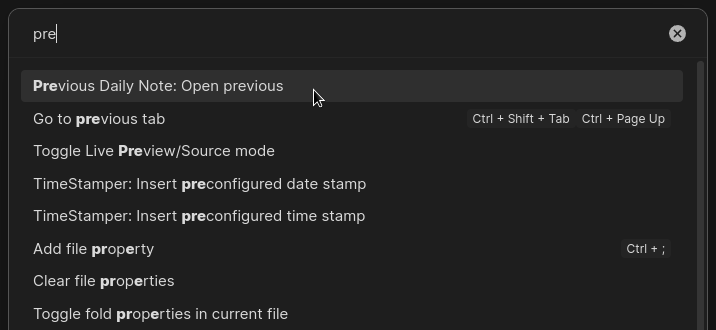 pre
Previous Daily Note: Open previous
Go to previous tab Ctrl + Shift + Tab Ctrl + Page Up
Toggle Live Preview/Source mode
TimeStamper: Insert preconfigured date stamp
TimeStamper: Insert preconfigured time stamp
Add file property Ctrl + ;
Clear file properties
Toggle fold properties in current file